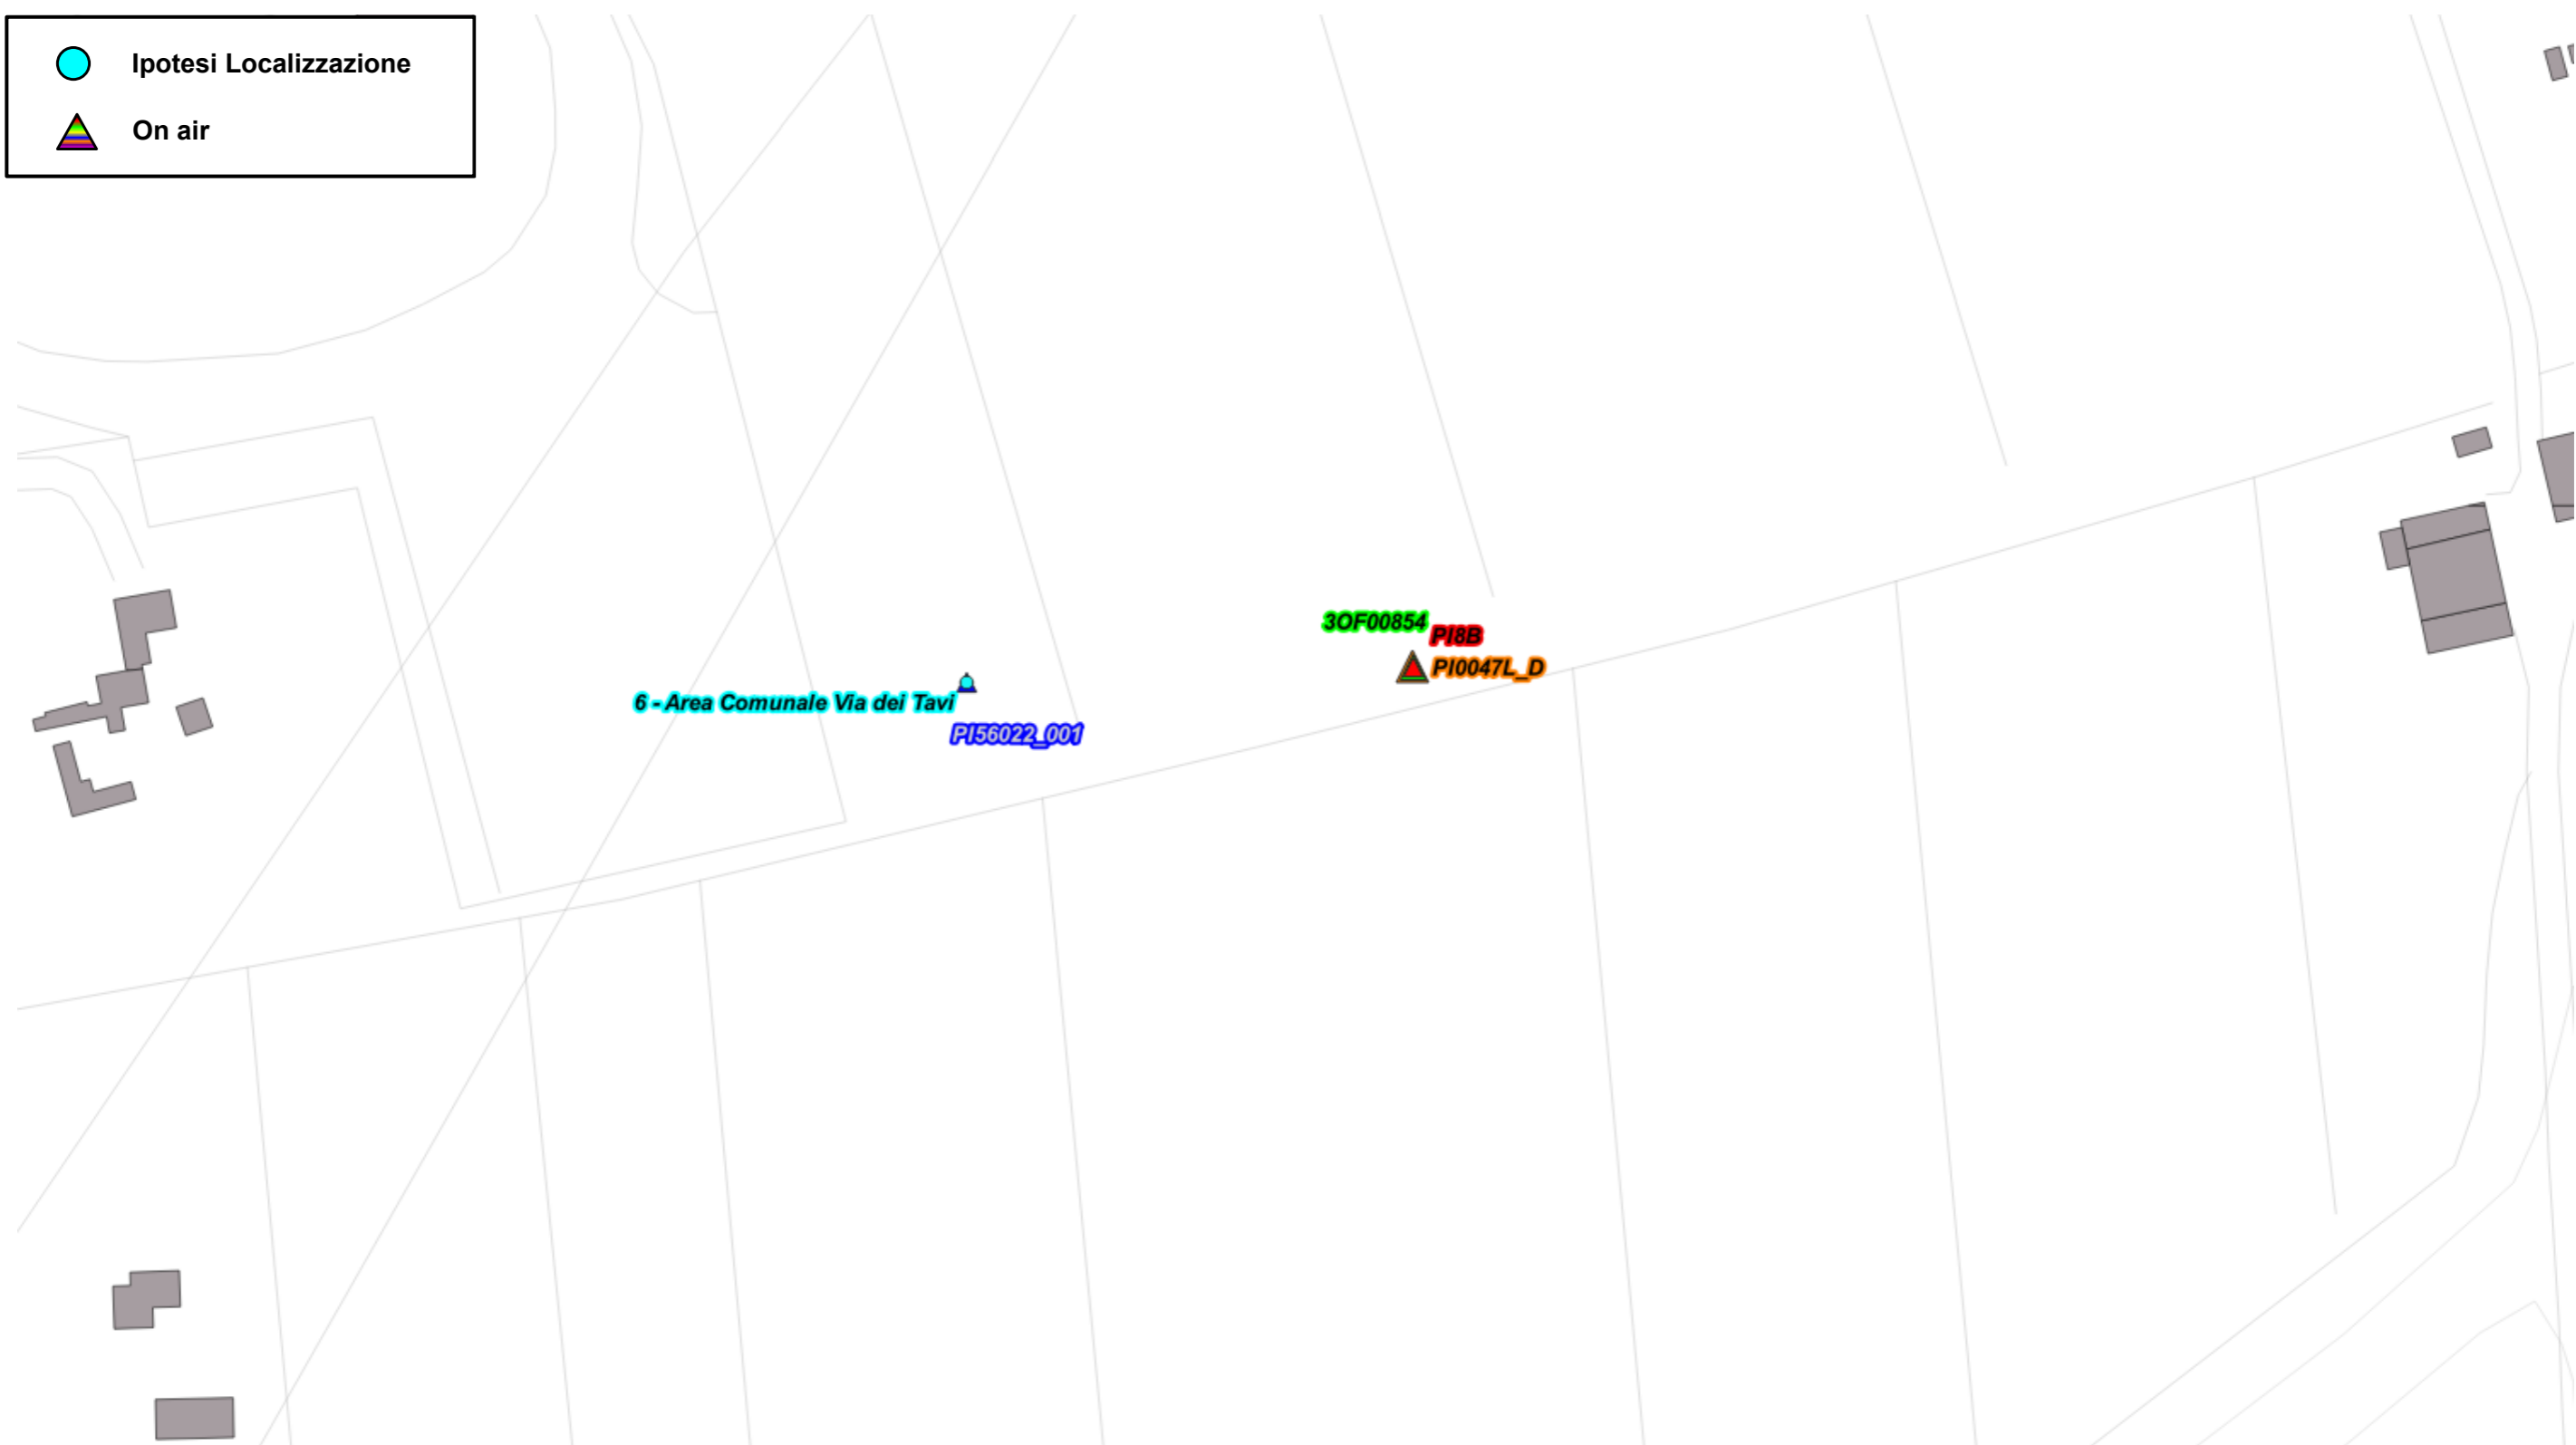 Ipotesi Localizzazione
On air
3OF00854
PI8B
PI0047L_D
6 - Area Comunale Via dei Tavi
PI56022_001